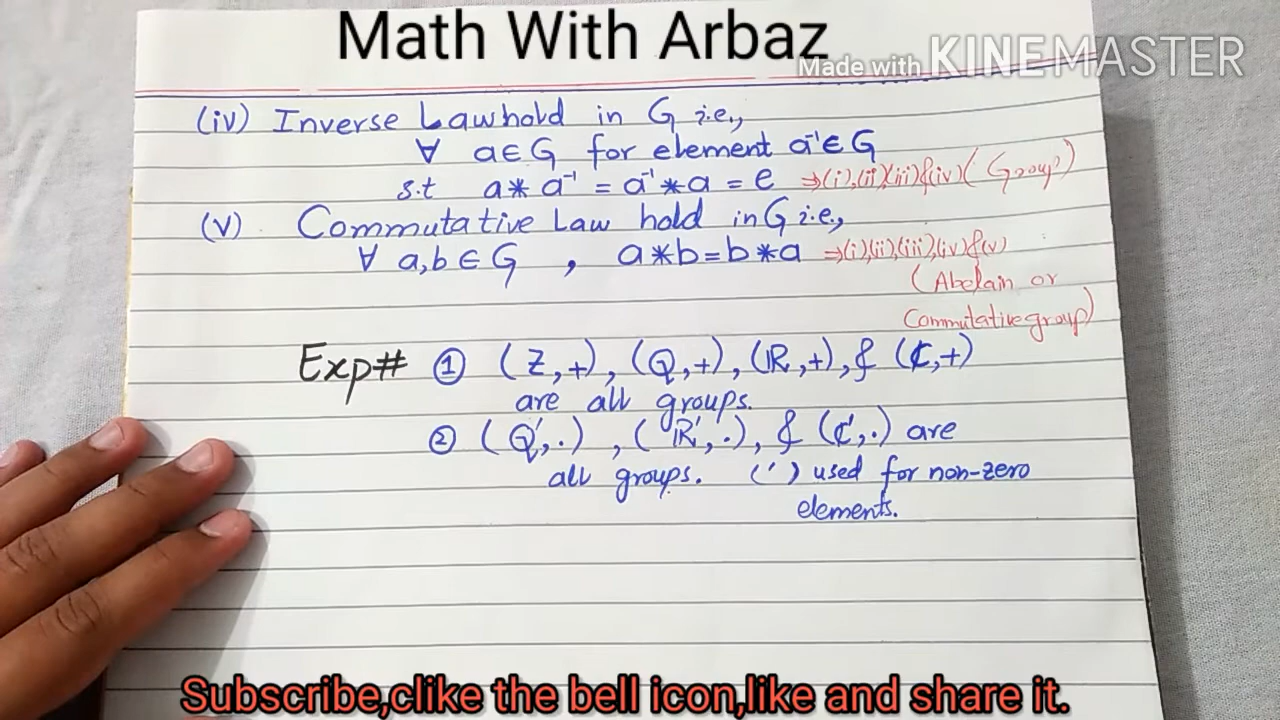 Math With Arbaz
Made with KINEMASTER
(iv) Inverse Law hold in G i.e.,
∀ a∈G for element a⁻¹∈G
s.t a * a⁻¹ = a⁻¹ * a = e ⇒(i),(ii)(iii)&(iv) (Group)
(v) Commutative Law hold in G i.e.,
∀ a,b ∈ G , a*b=b*a ⇒(i)(ii),(iii),(iv)&(v)
(Abelain or
Commutative group)
Exp# ① (Z,+), (Q,+), (R,+), & (C,+)
are all groups.
② (Q',.) , (R',.), & (C',.) are
all groups. (') used for non-zero
elements.
Subscribe,clike the bell icon,like and share it.